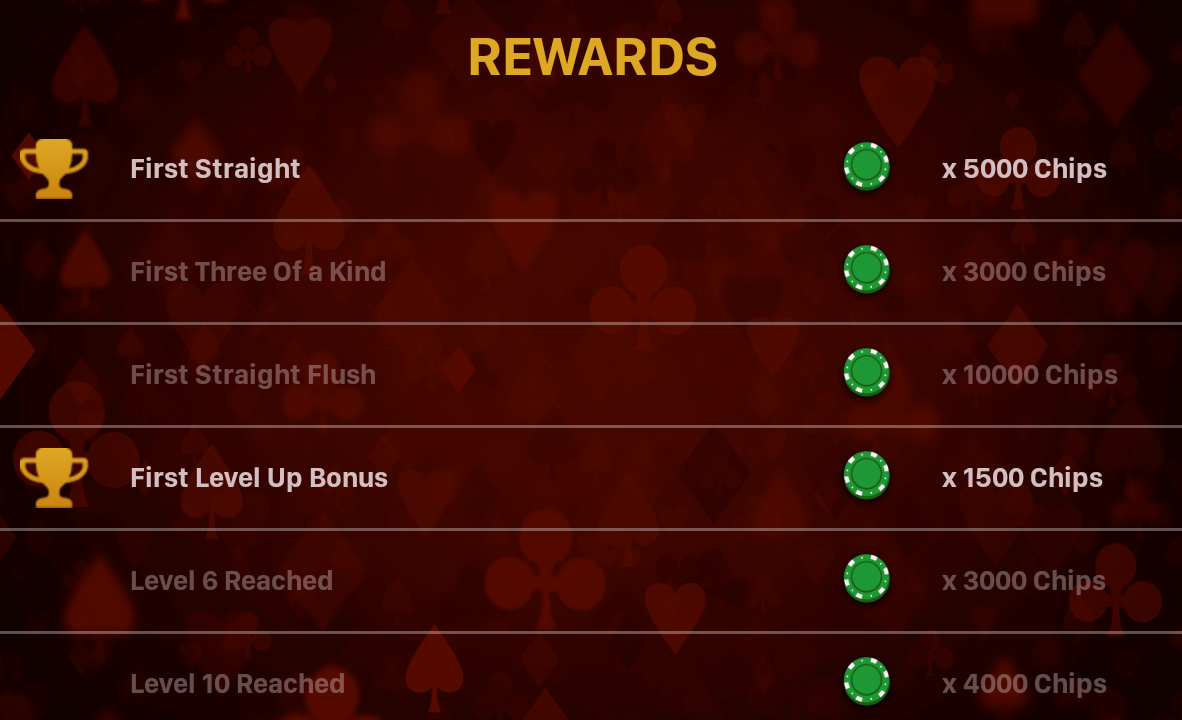 REWARDS
First Straight x 5000 Chips
First Three Of a Kind x 3000 Chips
First Straight Flush x 10000 Chips
First Level Up Bonus x 1500 Chips
Level 6 Reached x 3000 Chips
Level 10 Reached x 4000 Chips